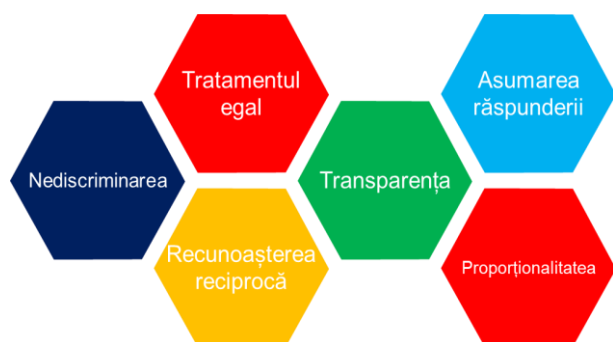 Tratamentul
egal
Asumarea
răspunderii
Nediscriminarea
Transparența
Recunoașterea
reciprocă
Proporționalitatea